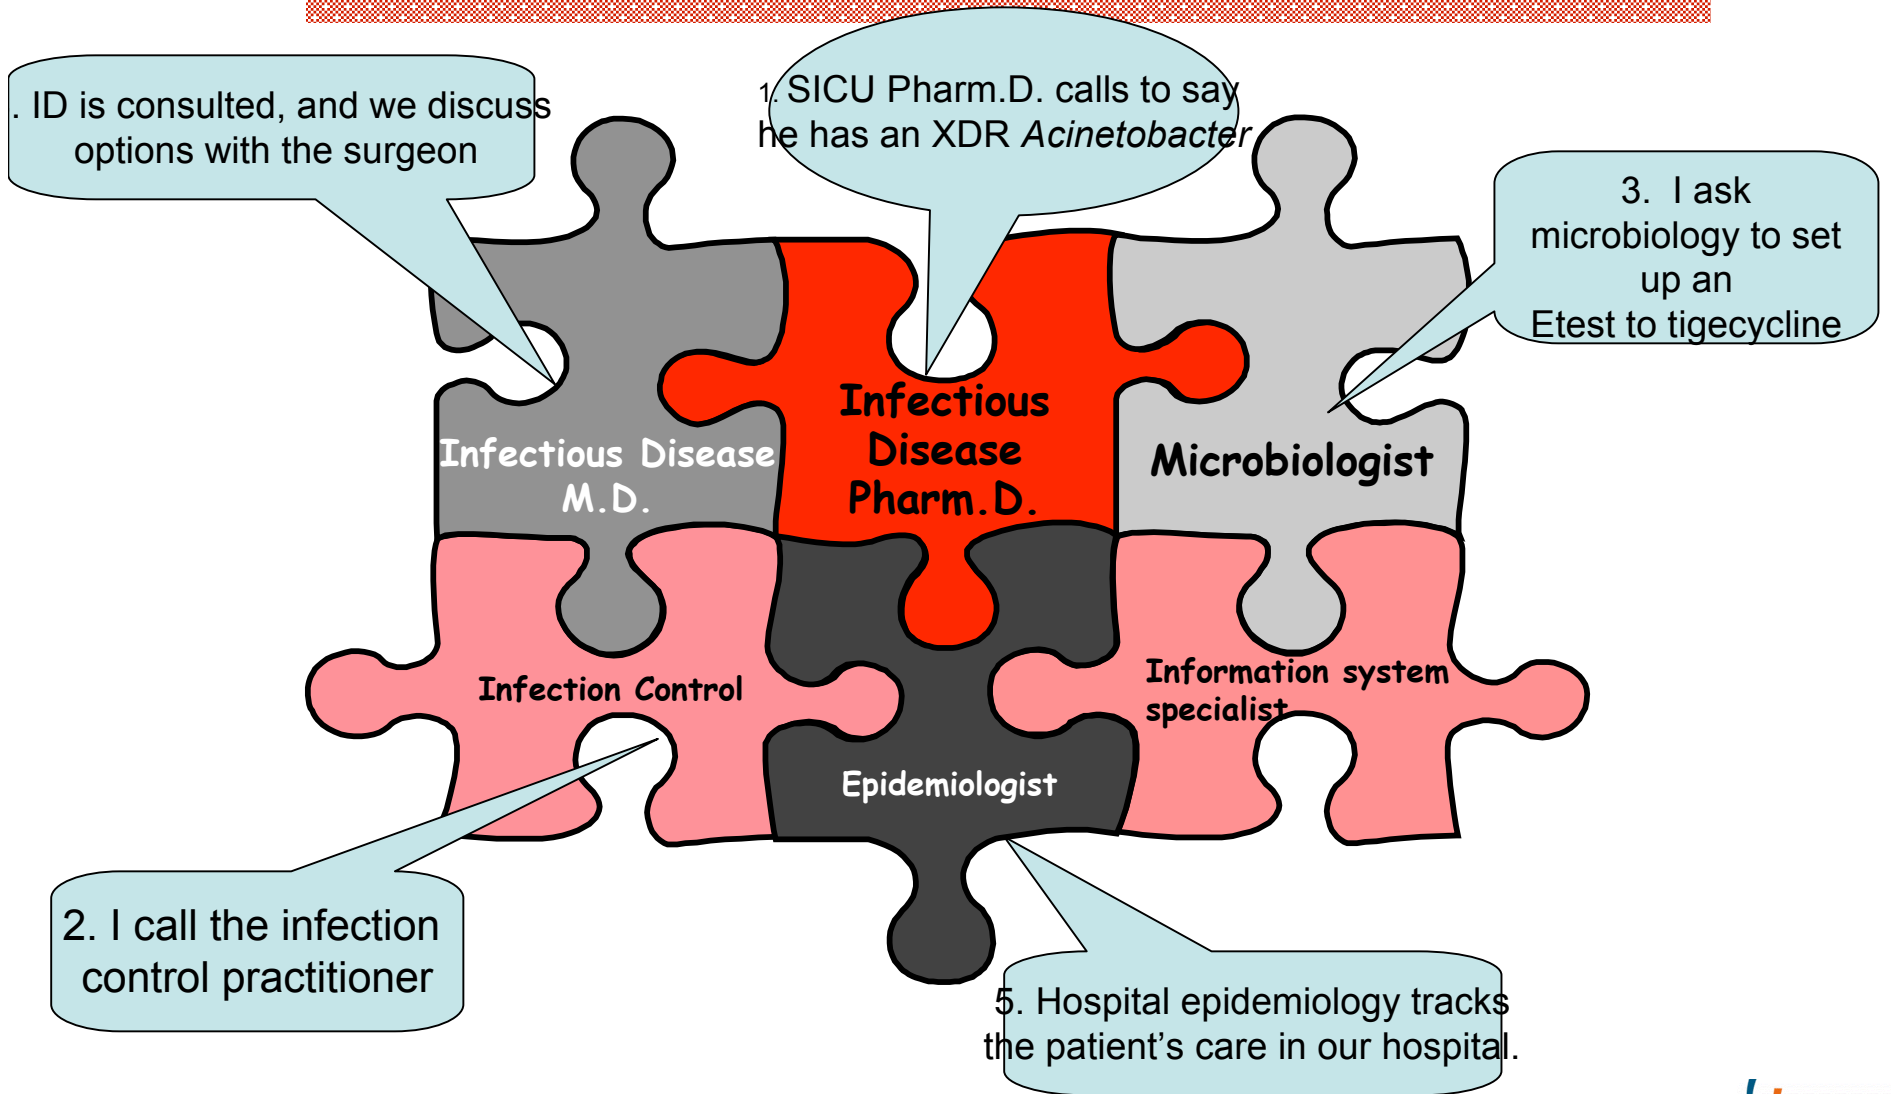 . ID is consulted, and we discuss
options with the surgeon
1. SICU Pharm.D. calls to say
he has an XDR Acinetobacter
3. I ask
microbiology to set
up an
Etest to tigecycline
Infectious Disease
M.D.
Infectious
Disease
Pharm.D.
Microbiologist
Infection Control
Epidemiologist
Information system
specialist
2. I call the infection
control practitioner
5. Hospital epidemiology tracks
the patient's care in our hospital.